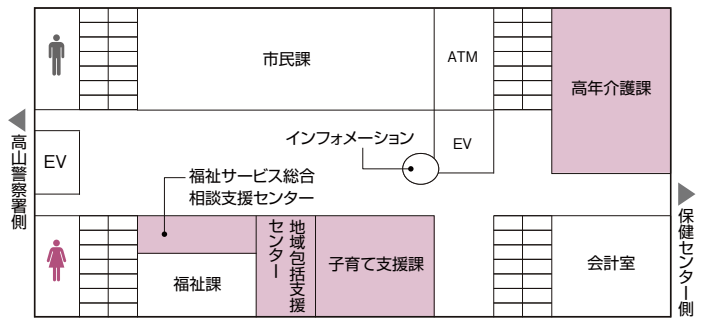 市民課
ATM
高年介護課
高山警察署側
EV
インフォメーション
EV
福祉サービス総合
相談支援センター
保健センター側
地域包括支援
センター
子育て支援課
福祉課
会計室